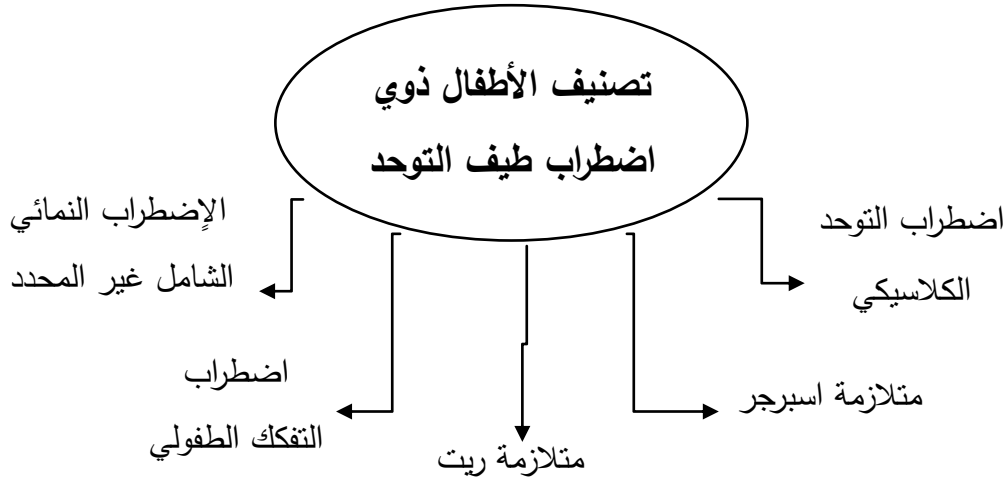 تصنيف الأطفال ذوي
اضطراب طيف التوحد
اضطراب التوحد
الكلاسيكي
متلازمة اسبرجر
متلازمة ريت
اضطراب
التفكك الطفولي
الإضطراب النمائي
الشامل غير المحدد